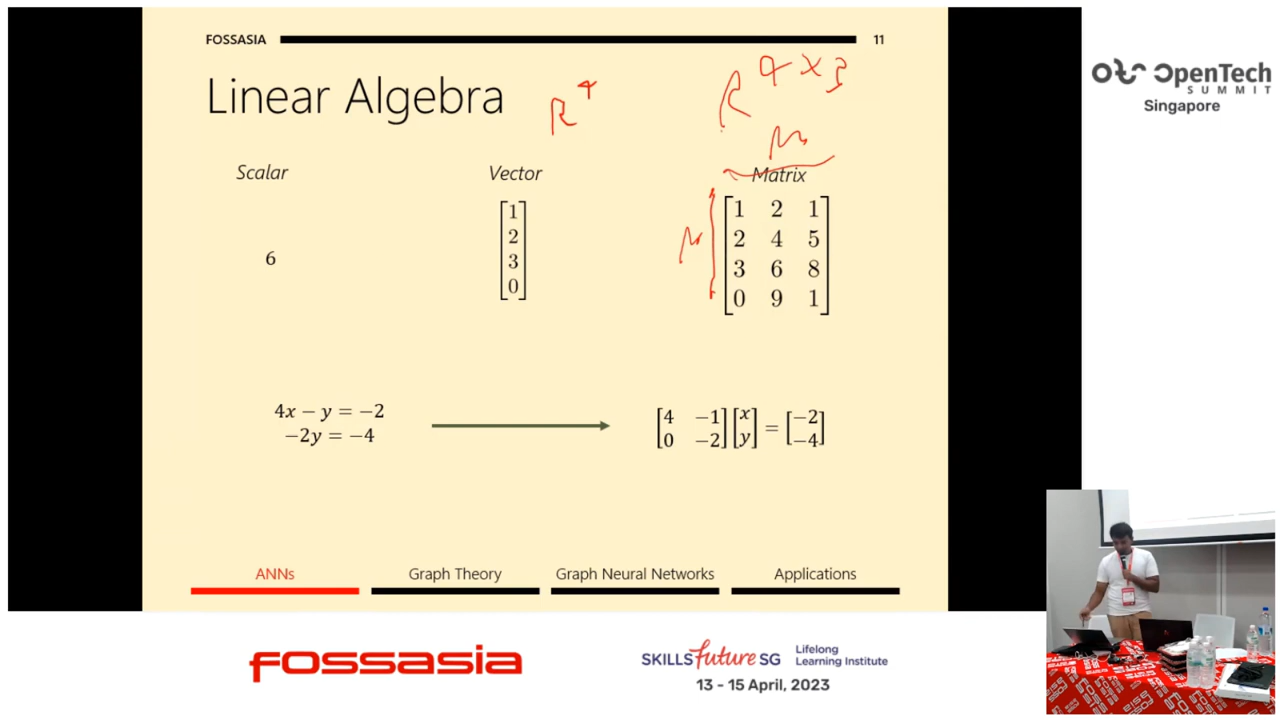 FOSSASIA
11
Linear Algebra
R⁴
R⁴ˣ³
Scalar
Vector
Matrix
6
[1
2
3
0]
[1 2 1
2 4 5
3 6 8
0 9 1]
4x − y = −2
−2y = −4
[4 −1] [x] = [−2]
[0 −2] [y] [−4]
ANNs
Graph Theory
Graph Neural Networks
Applications
OpenTech
SUMMIT
Singapore
FOSSASIA
SKILLSfuture SG
Lifelong
Learning Institute
13 - 15 April, 2023